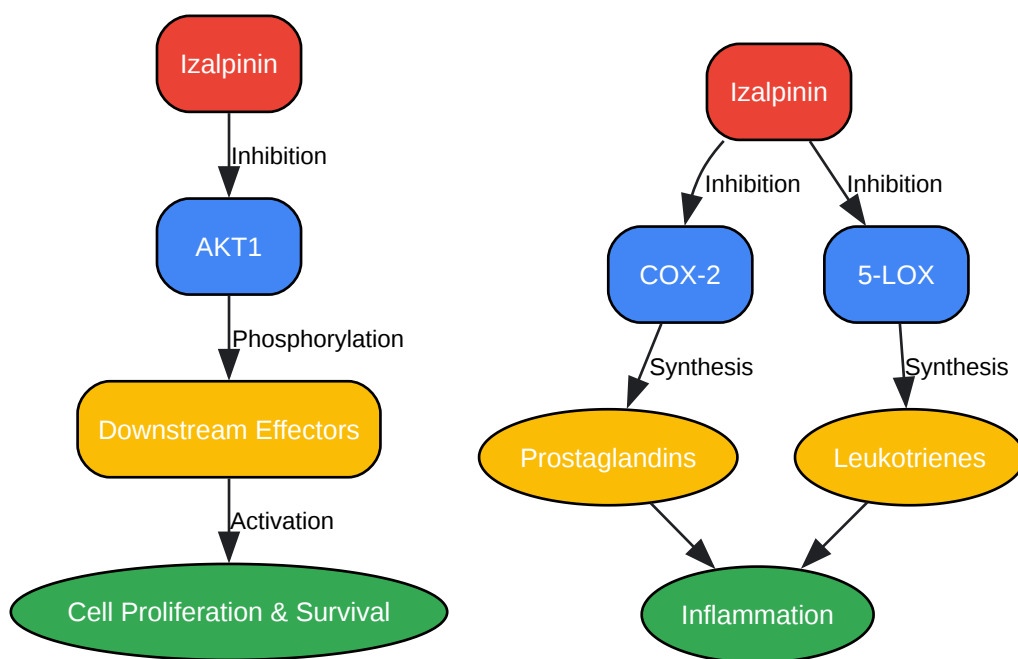 Izalpinin
Inhibition
AKT1
Phosphorylation
Downstream Effectors
Activation
Cell Proliferation & Survival
Izalpinin
Inhibition
Inhibition
COX-2
5-LOX
Synthesis
Synthesis
Prostaglandins
Leukotrienes
Inflammation